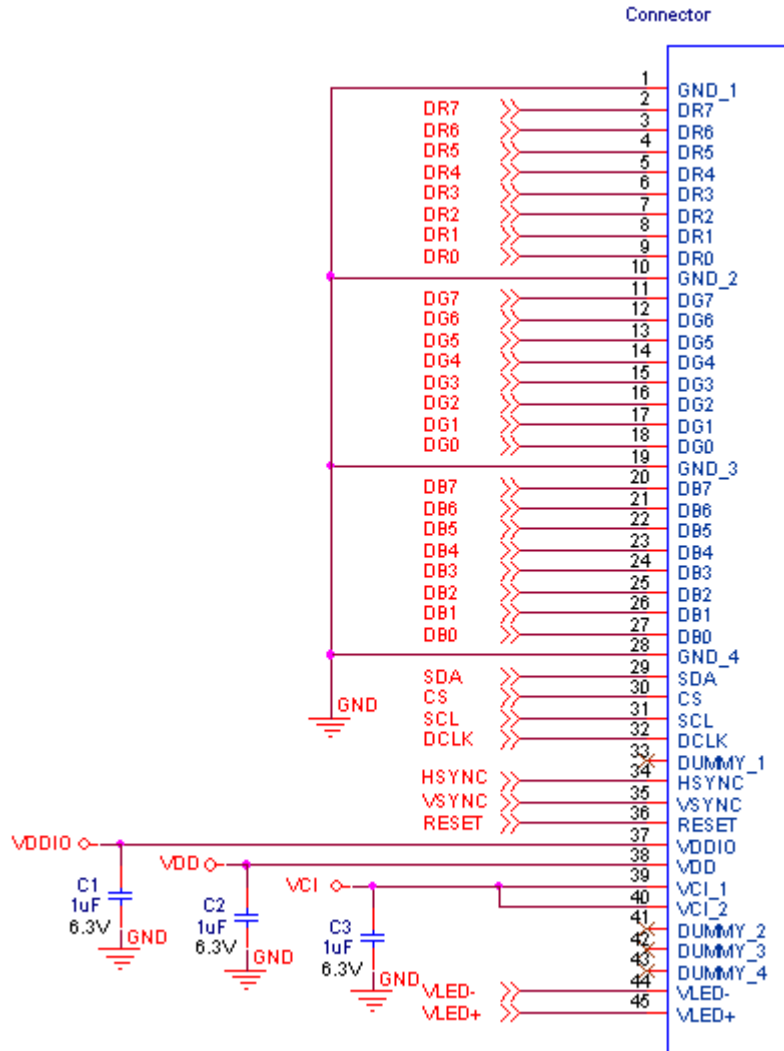 Connector
1 GND_1
DR7 2 DR7
DR6 3 DR6
DR5 4 DR5
DR4 5 DR4
DR3 6 DR3
DR2 7 DR2
DR1 8 DR1
DR0 9 DR0
10 GND_2
DG7 11 DG7
DG6 12 DG6
DG5 13 DG5
DG4 14 DG4
DG3 15 DG3
DG2 16 DG2
DG1 17 DG1
DG0 18 DG0
19 GND_3
DB7 20 DB7
DB6 21 DB6
DB5 22 DB5
DB4 23 DB4
DB3 24 DB3
DB2 25 DB2
DB1 26 DB1
DB0 27 DB0
28 GND_4
SDA 29 SDA
CS 30 CS
GND
SCL 31 SCL
DCLK 32 DCLK
33 DUMMY_1
HSYNC 34 HSYNC
VSYNC 35 VSYNC
RESET 36 RESET
VDDIO 37 VDDIO
VDD 38 VDD
VCI 39 VCI_1
40 VCI_2
41 DUMMY_2
42 DUMMY_3
43 DUMMY_4
VLED- 44 VLED-
VLED+ 45 VLED+
C1
1uF
6.3V
GND
C2
1uF
6.3V
GND
C3
1uF
6.3V
GND